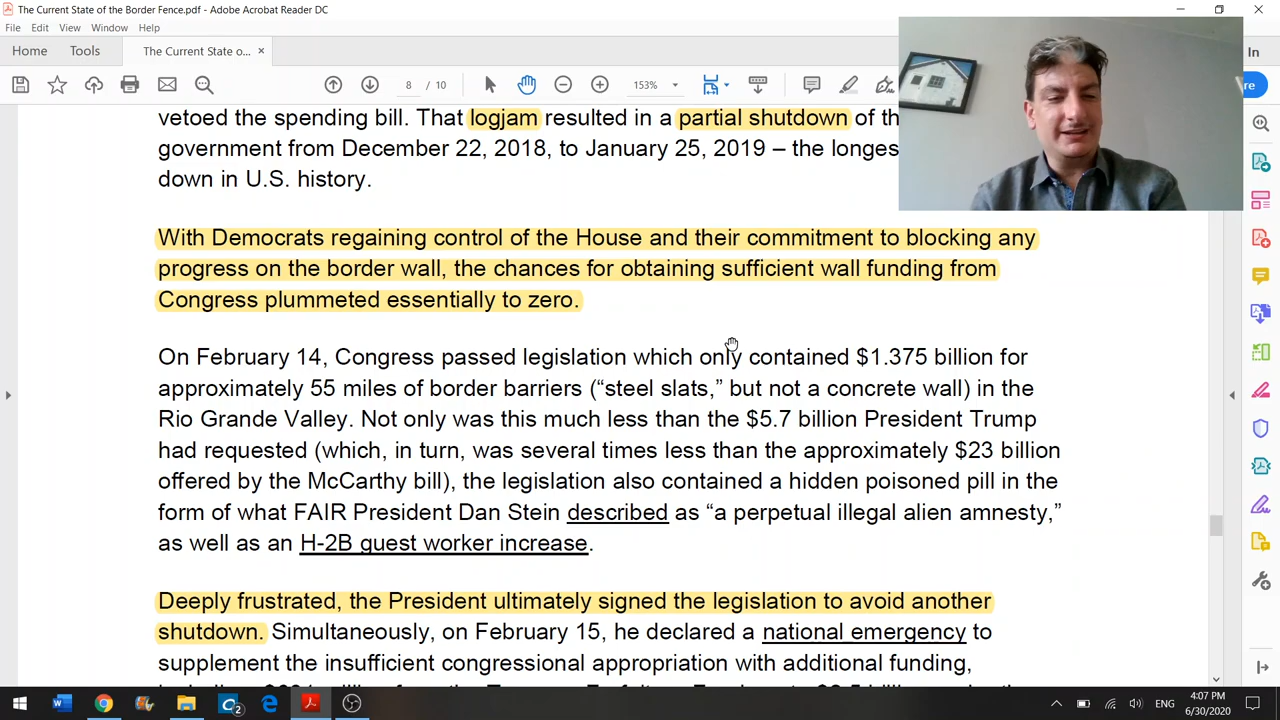 The Current State of the Border Fence.pdf - Adobe Acrobat Reader DC
File Edit View Window Help
Home Tools The Current State o... × In
8 / 10 153% re
vetoed the spending bill. That logjam resulted in a partial shutdown of th
government from December 22, 2018, to January 25, 2019 – the longes
down in U.S. history.
With Democrats regaining control of the House and their commitment to blocking any
progress on the border wall, the chances for obtaining sufficient wall funding from
Congress plummeted essentially to zero.
On February 14, Congress passed legislation which only contained $1.375 billion for
approximately 55 miles of border barriers (“steel slats,” but not a concrete wall) in the
Rio Grande Valley. Not only was this much less than the $5.7 billion President Trump
had requested (which, in turn, was several times less than the approximately $23 billion
offered by the McCarthy bill), the legislation also contained a hidden poisoned pill in the
form of what FAIR President Dan Stein described as “a perpetual illegal alien amnesty,”
as well as an H-2B guest worker increase.
Deeply frustrated, the President ultimately signed the legislation to avoid another
shutdown. Simultaneously, on February 15, he declared a national emergency to
supplement the insufficient congressional appropriation with additional funding,
ENG
4:07 PM
6/30/2020